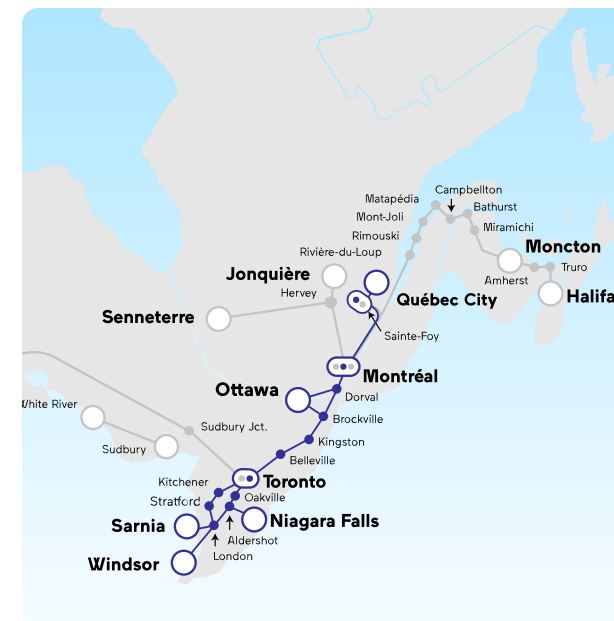 Campbellton
Matapédia
Bathurst
Mont-Joli
Miramichi
Rimouski
Moncton
Rivière-du-Loup
Truro
Jonquière
Amherst
Hervey
Québec City
Halifa
Senneterre
Sainte-Foy
Montréal
Ottawa
Dorval
White River
Brockville
Sudbury Jct.
Kingston
Sudbury
Belleville
Kitchener
Toronto
Stratford
Oakville
Sarnia
Niagara Falls
Aldershot
London
Windsor